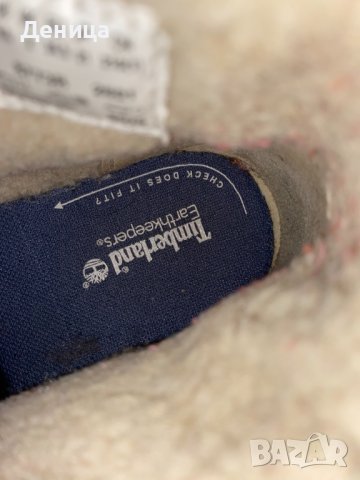 Деница
CHECK DOES IT FIT?
Timberland®
Earthkeepers®
BAZAR